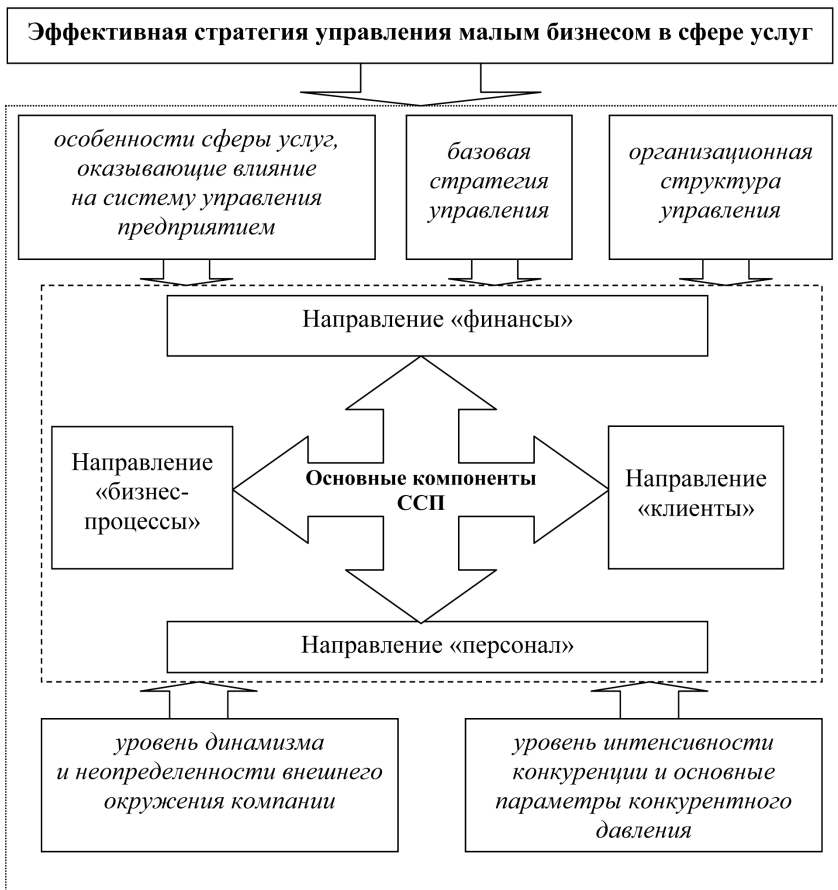 Эффективная стратегия управления малым бизнесом в сфере услуг
особенности сферы услуг,
оказывающие влияние
на систему управления
предприятием
базовая
стратегия
управления
организационная
структура
управления
Направление «финансы»
Направление
«бизнес-
процессы»
Основные компоненты
ССП
Направление
«клиенты»
Направление «персонал»
уровень динамизма
и неопределенности внешнего
окружения компании
уровень интенсивности
конкуренции и основные
параметры конкурентного
давления